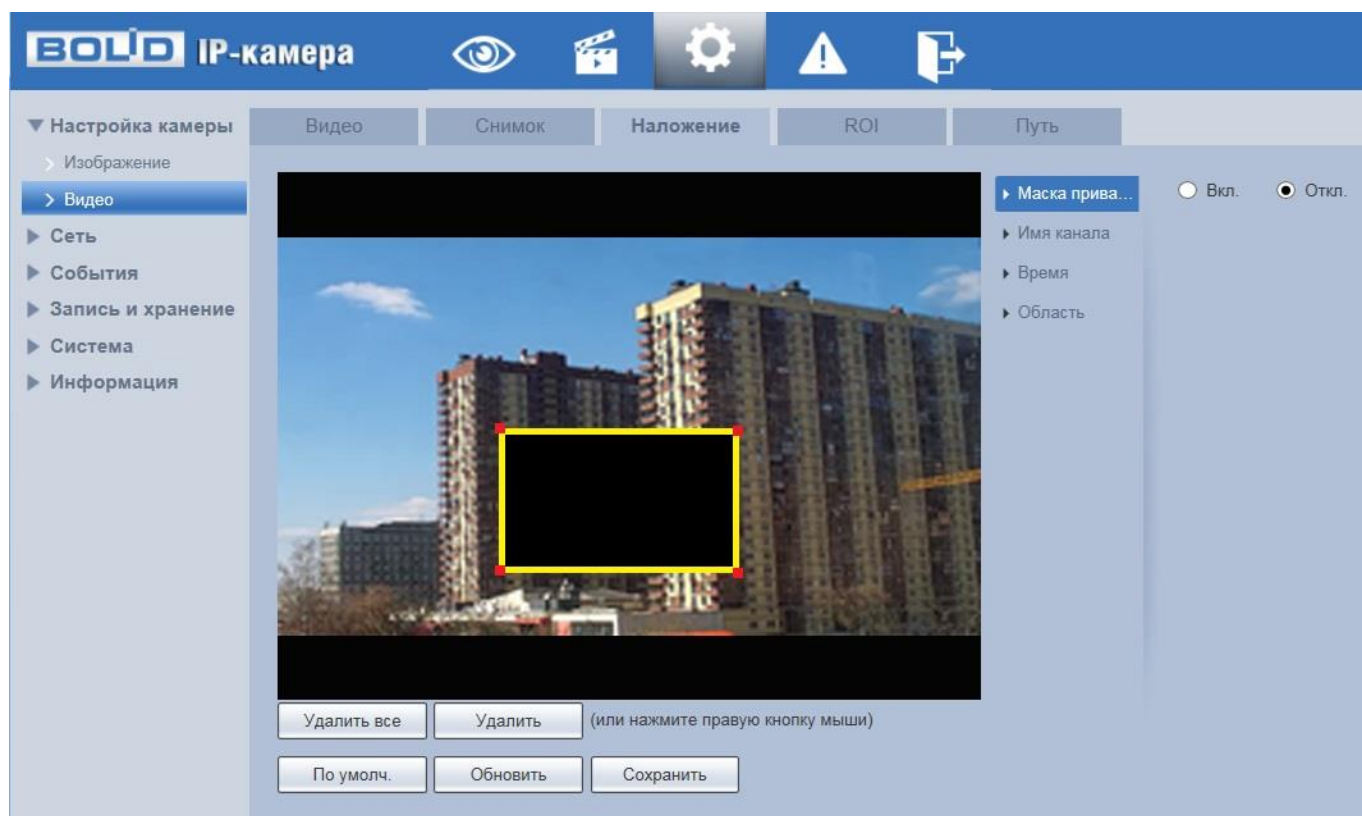 BOLID IP-камера
Настройка камеры
Изображение
Видео
Сеть
События
Запись и хранение
Система
Информация
Видео Снимок Наложение ROI Путь
Маска прива...
Имя канала
Время
Область
Вкл. Откл.
Удалить все Удалить (или нажмите правую кнопку мыши)
По умолч. Обновить Сохранить